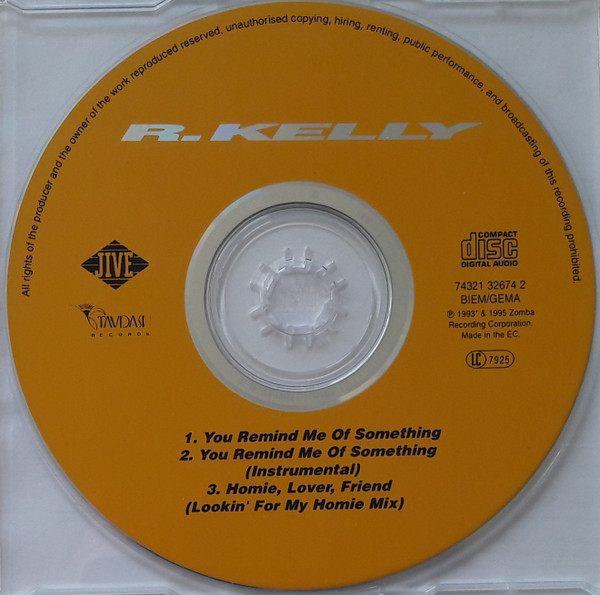 All rights of the producer and the owner of the work reproduced reserved, unauthorised copying, hiring, renting, public performance, and broadcasting of this recording prohibited
R. KELLY
JIVE
TAVDASH
RECORDS
COMPACT
disc
DIGITAL AUDIO
74321 32674 2
BIEM/GEMA
℗ 1993* & 1995 Zomba
Recording Corporation.
Made in the EC.
LC 7925
1. You Remind Me Of Something
2. You Remind Me Of Something
(Instrumental)
3. Homie, Lover, Friend
(Lookin' For My Homie Mix)